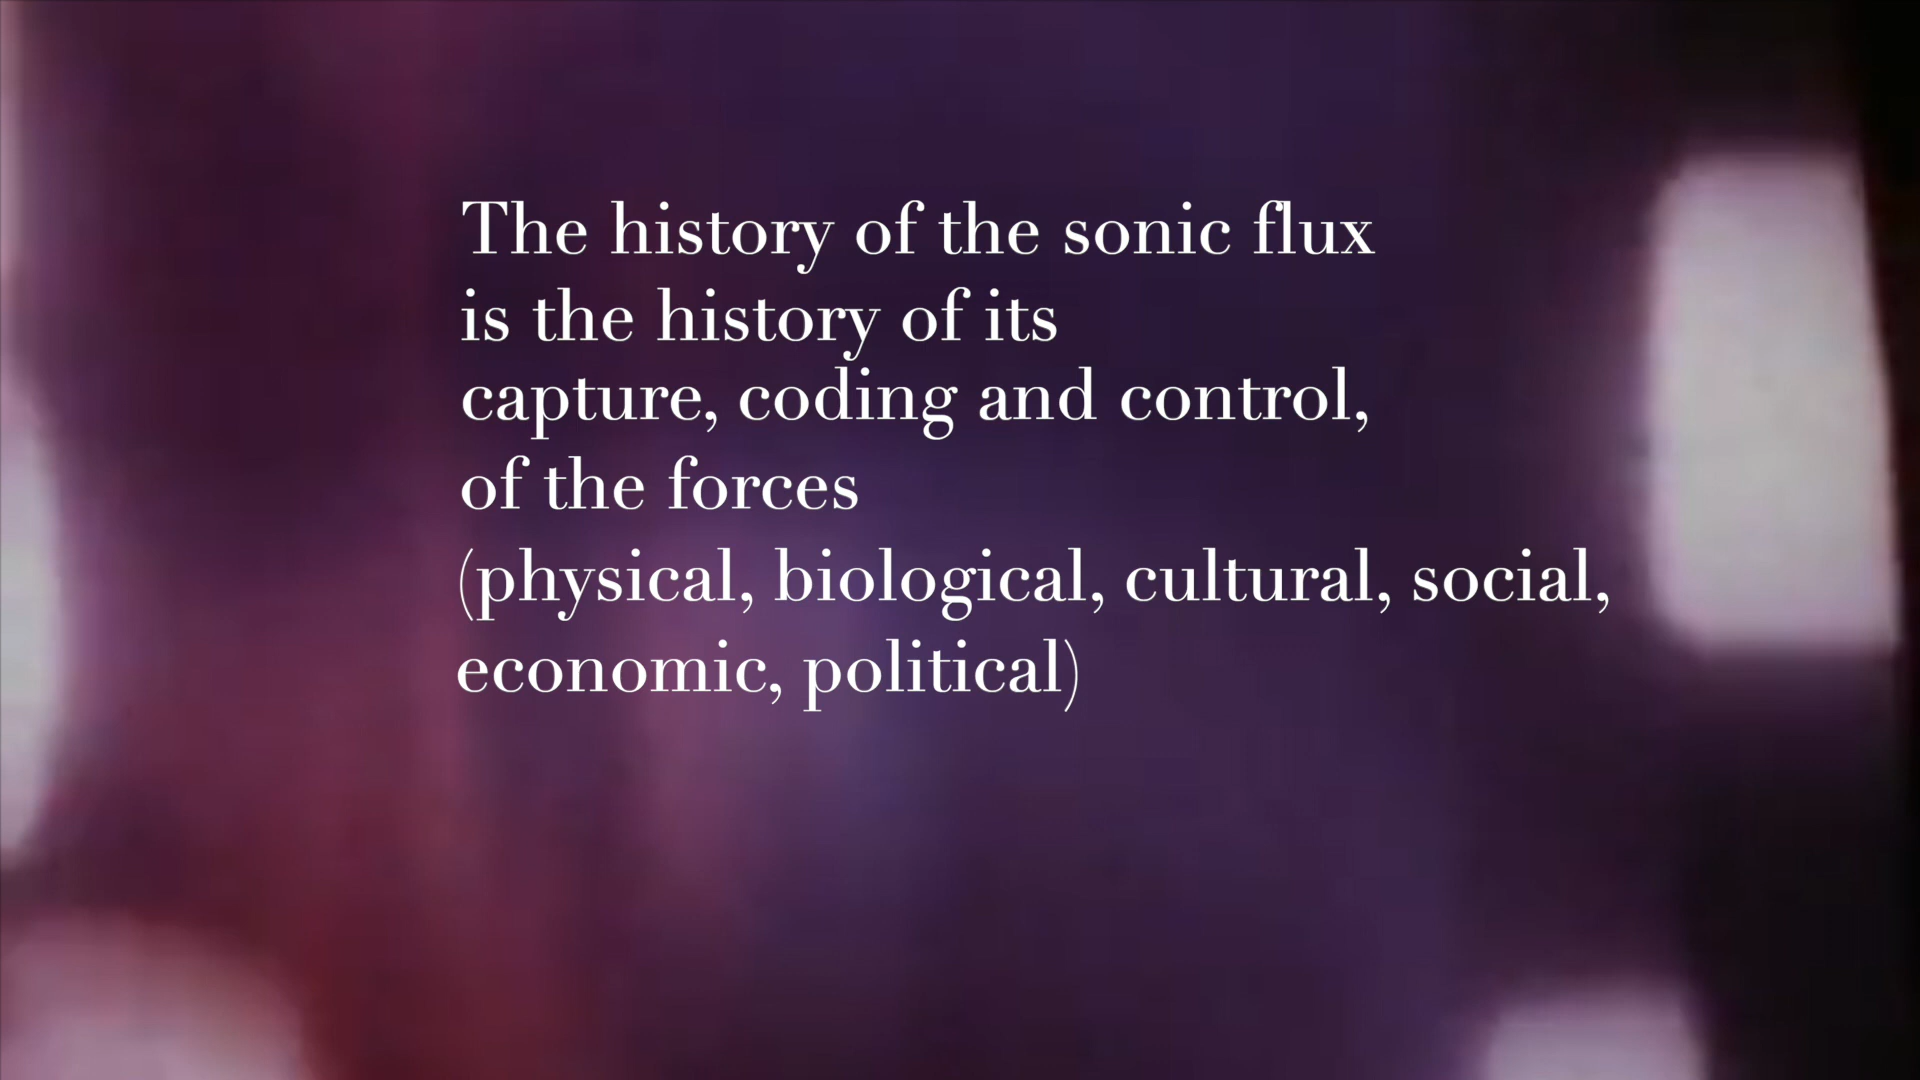 The history of the sonic flux
is the history of its
capture, coding and control,
of the forces
(physical, biological, cultural, social,
economic, political)